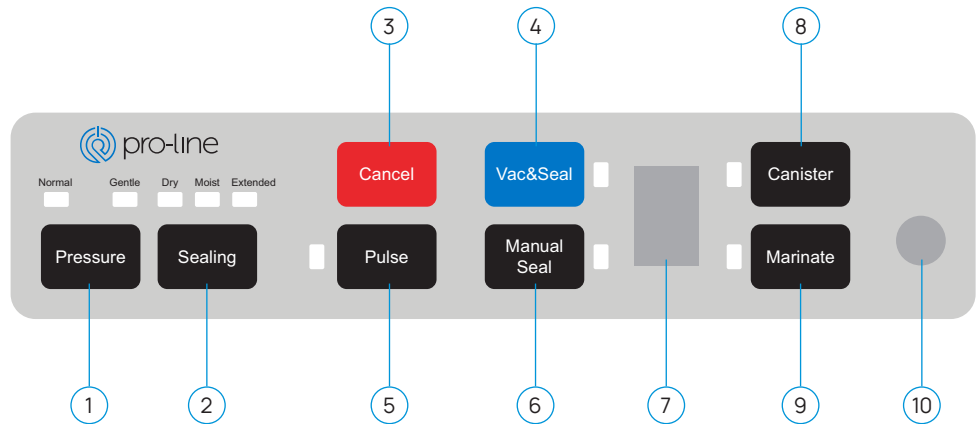 3
4
8
pro-line
Cancel
Vac&Seal
Canister
Normal
Gentle
Dry
Moist
Extended
Pressure
Sealing
Pulse
Manual
Seal
Marinate
1
2
5
6
7
9
10